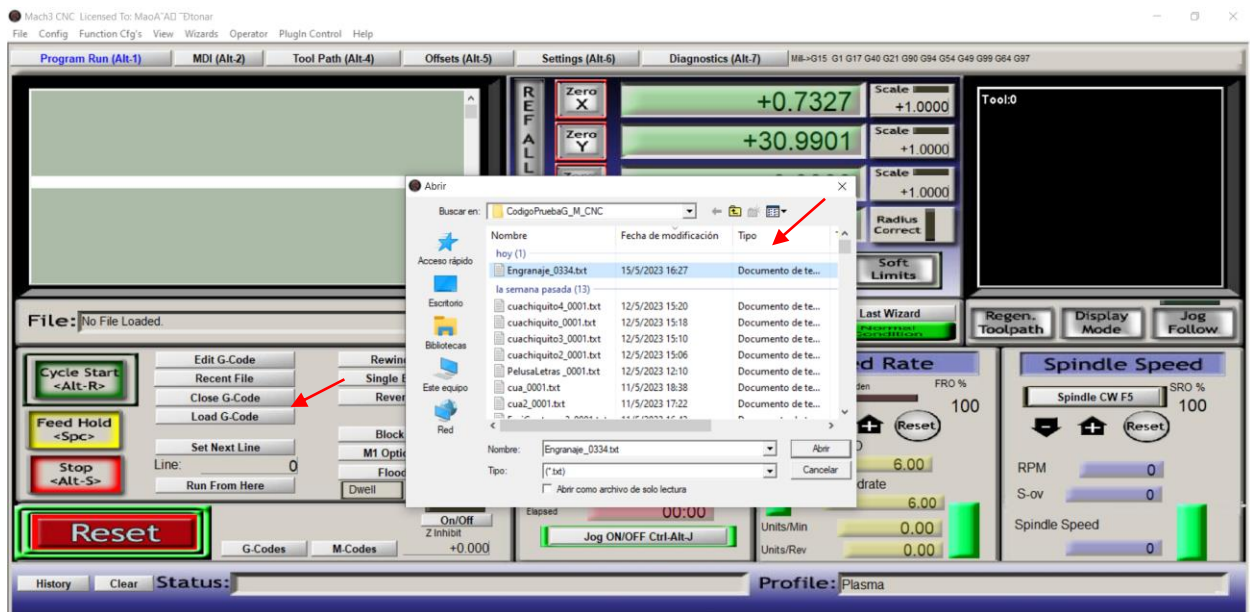 Mach3 CNC Licensed To:
File Config Function Cfg's View Wizards Operator PlugIn Control Help
Program Run (Alt-1) MDI (Alt-2) Tool Path (Alt-4) Offsets (Alt-5) Settings (Alt-6) Diagnostics (Alt-7) Mill->G15 G1 G17 G40 G21 G90 G94 G54 G49 G99 G64 G97
REF ALL
Zero X +0.7327 Scale +1.0000
Zero Y +30.9901 Scale +1.0000
Scale +1.0000
Radius Correct
Soft Limits
Tool:0
Abrir
Buscar en: CodigoPruebaG_M_CNC
Nombre Fecha de modificación Tipo
hoy (1)
Engranaje_0334.txt 15/5/2023 16:27 Documento de te...
la semana pasada (13)
cuachiquito4_0001.txt 12/5/2023 15:20 Documento de te...
cuachiquito_0001.txt 12/5/2023 15:18 Documento de te...
cuachiquito3_0001.txt 12/5/2023 15:10 Documento de te...
cuachiquito2_0001.txt 12/5/2023 15:06 Documento de te...
PelusaLetras _0001.txt 12/5/2023 12:10 Documento de te...
cua_0001.txt 11/5/2023 18:38 Documento de te...
cua2_0001.txt 11/5/2023 17:22 Documento de te...
Acceso rápido
Escritorio
Bibliotecas
Este equipo
Red
Nombre: Engranaje_0334.txt Abrir
Tipo: (*.txt) Cancelar
Abrir como archivo de solo lectura
File: No File Loaded.
Last Wizard
Normal Condition
Regen. Toolpath Display Mode Jog Follow
Cycle Start <Alt-R>
Feed Hold <Spc>
Stop <Alt-S>
Edit G-Code
Recent File
Close G-Code
Load G-Code
Set Next Line
Line: 0
Run From Here
Rewin
Single
Rever
Block
M1 Opti
Flood
Dwell
Reset
G-Codes M-Codes
On/Off
Z Inhibit
+0.000
Elapsed 00:00
Jog ON/OFF Ctrl-Alt-J
d Rate
FRO %
100
Reset
6.00
drate
6.00
Units/Min 0.00
Units/Rev 0.00
Spindle Speed
Spindle CW F5
SRO %
100
Reset
RPM 0
S-ov 0
Spindle Speed
0
History Clear Status: Profile: Plasma